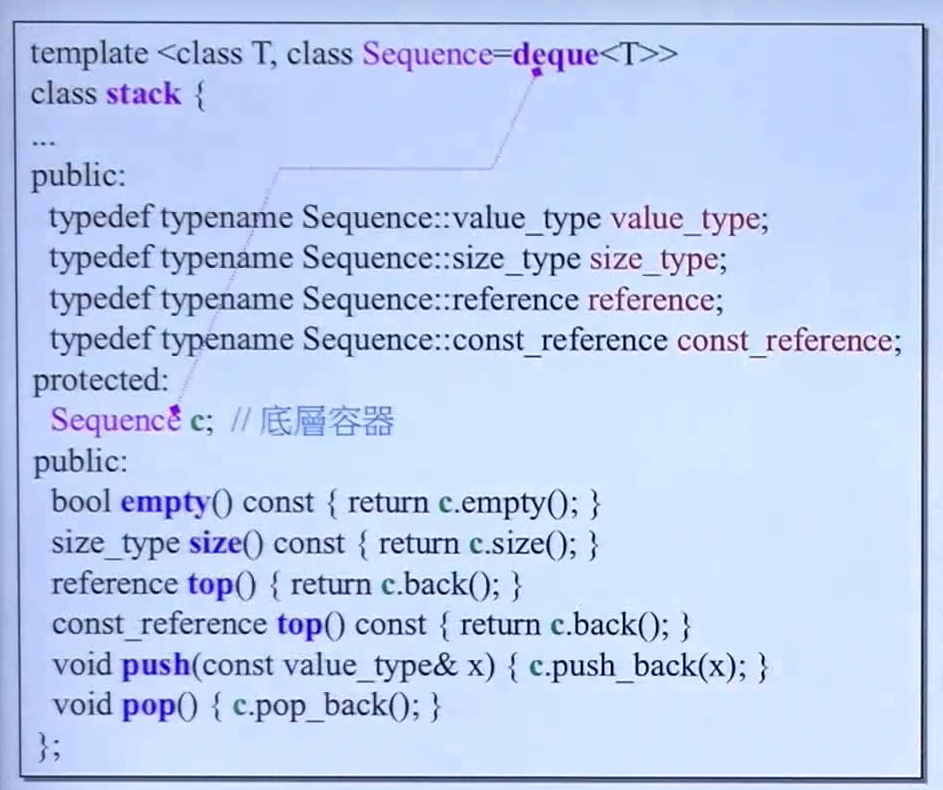 template <class T, class Sequence=deque<T>>
class stack {
...
public:
typedef typename Sequence::value_type value_type;
typedef typename Sequence::size_type size_type;
typedef typename Sequence::reference reference;
typedef typename Sequence::const_reference const_reference;
protected:
Sequence c; // 底層容器
public:
bool empty() const { return c.empty(); }
size_type size() const { return c.size(); }
reference top() { return c.back(); }
const_reference top() const { return c.back(); }
void push(const value_type& x) { c.push_back(x); }
void pop() { c.pop_back(); }
};